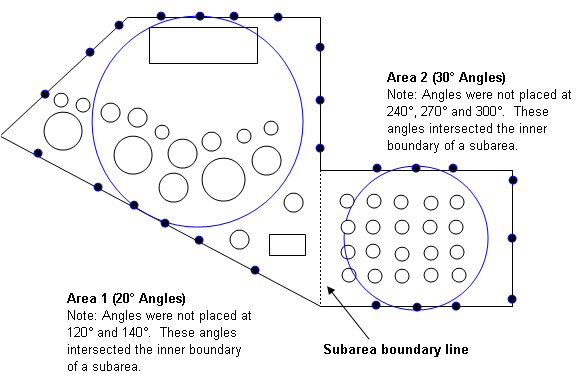 Area 2 (30° Angles)
Note: Angles were not placed at
240°, 270° and 300°. These
angles intersected the inner
boundary of a subarea.
Area 1 (20° Angles)
Note: Angles were not placed at
120° and 140°. These angles
intersected the inner boundary
of a subarea.
Subarea boundary line